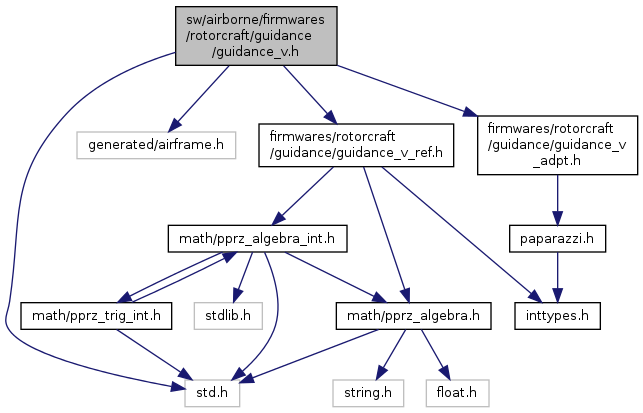 sw/airborne/firmwares
/rotorcraft/guidance
/guidance_v.h
generated/airframe.h
firmwares/rotorcraft
/guidance/guidance_v_ref.h
firmwares/rotorcraft
/guidance/guidance_v
_adpt.h
math/pprz_algebra_int.h
paparazzi.h
math/pprz_trig_int.h
stdlib.h
math/pprz_algebra.h
inttypes.h
std.h
string.h
float.h